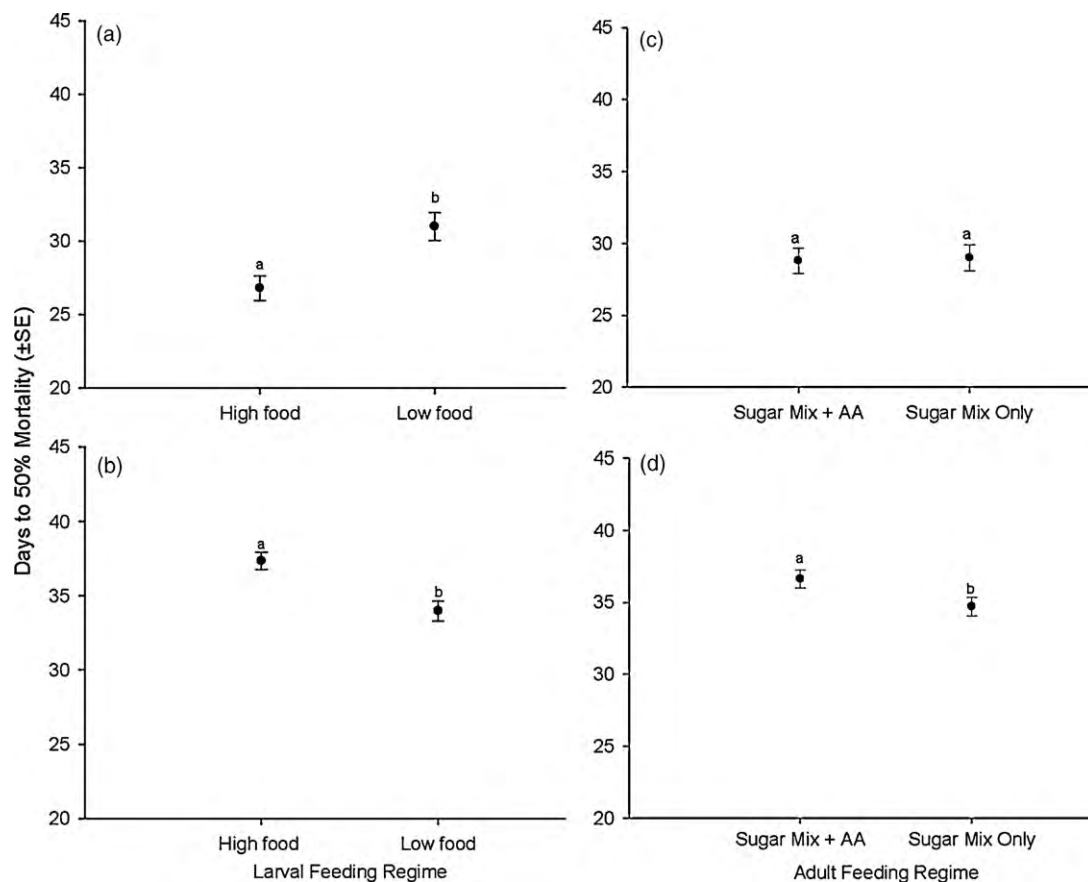 Days to 50% Mortality (±SE)
(a)
45
40
35
30
25
20
a
b
High food
Low food
(c)
45
40
35
30
25
20
a
a
Sugar Mix + AA
Sugar Mix Only
(b)
45
40
35
30
25
20
a
b
High food
Low food
Larval Feeding Regime
(d)
45
40
35
30
25
20
a
b
Sugar Mix + AA
Sugar Mix Only
Adult Feeding Regime